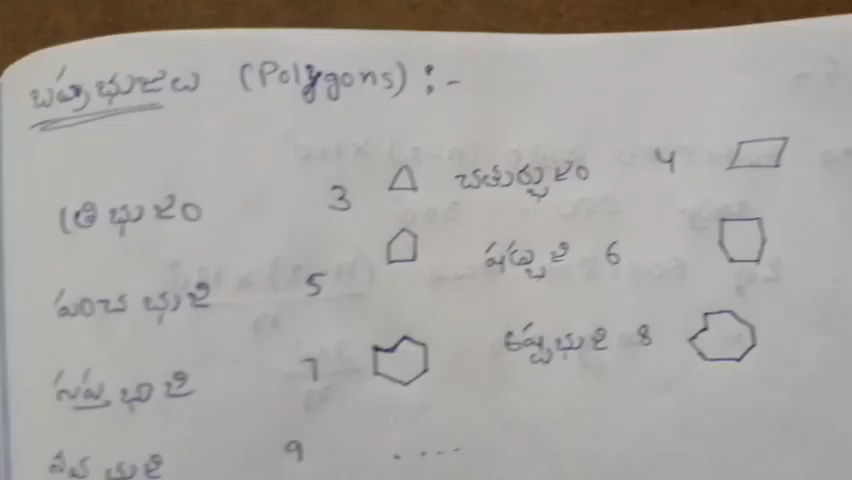 బహుభుజులు (Polygons) :-
త్రిభుజం 3 చతుర్భుజం 4
పంచభుజి 5 షడ్భుజి 6
సప్తభుజి 7 అష్టభుజి 8
నవభుజి 9 .....